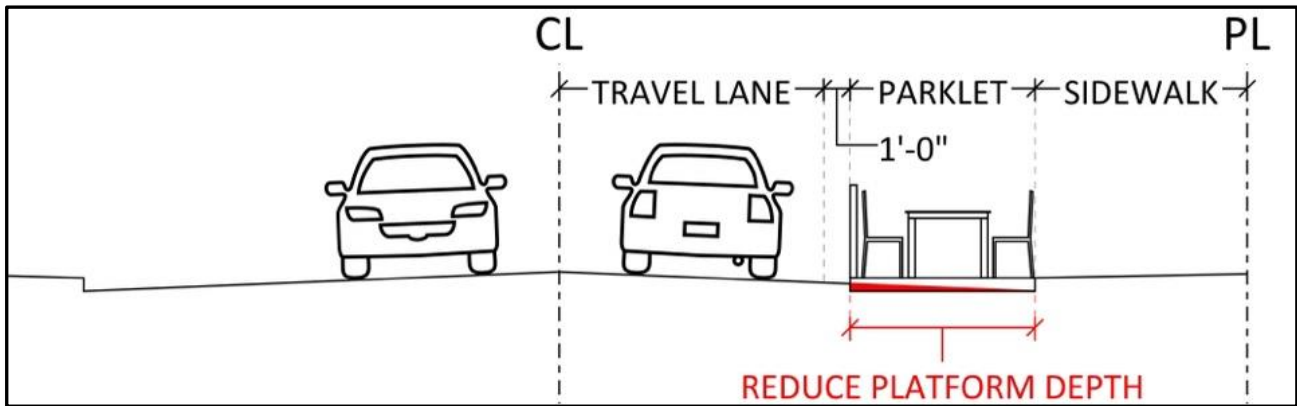 CL
PL
TRAVEL LANE
PARKLET
SIDEWALK
1'-0"
REDUCE PLATFORM DEPTH